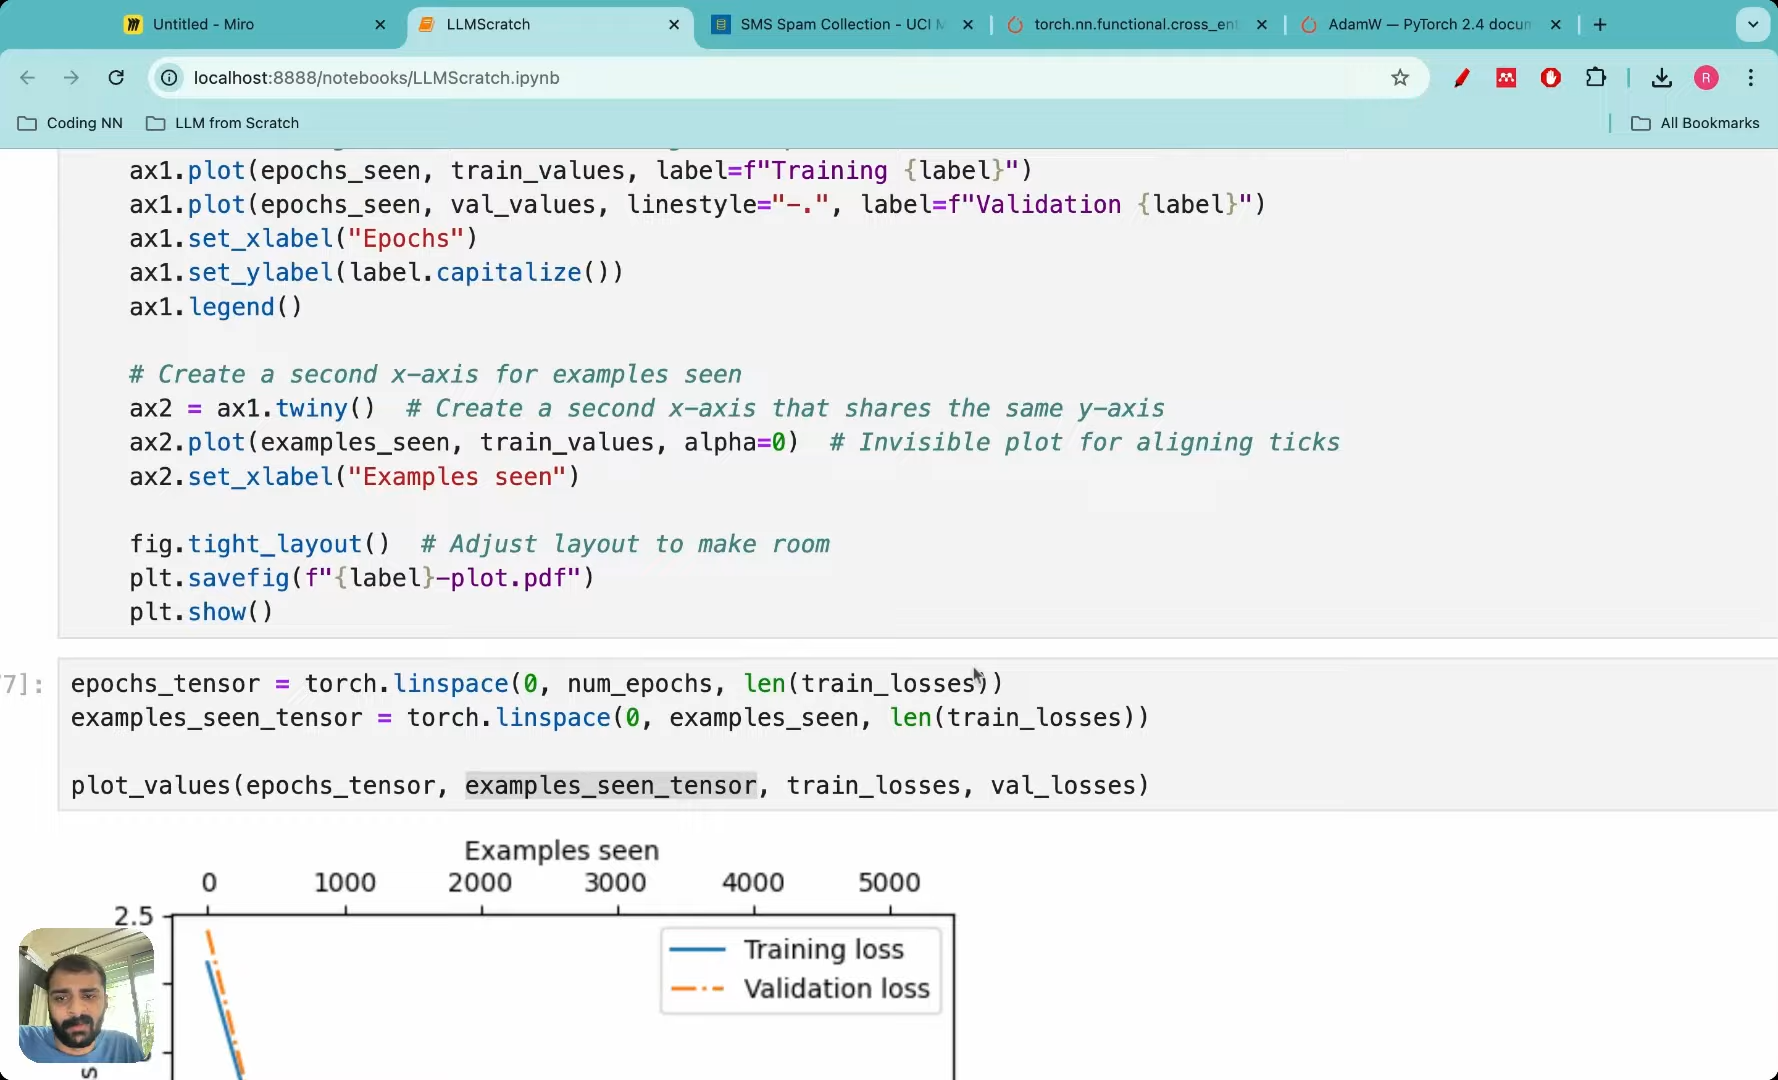 Untitled - Miro
LLMScratch
SMS Spam Collection - UCI M
torch.nn.functional.cross_ent
AdamW — PyTorch 2.4 docum
localhost:8888/notebooks/LLMScratch.ipynb
R
Coding NN
LLM from Scratch
All Bookmarks
ax1.plot(epochs_seen, train_values, label=f"Training {label}")
ax1.plot(epochs_seen, val_values, linestyle="-.", label=f"Validation {label}")
ax1.set_xlabel("Epochs")
ax1.set_ylabel(label.capitalize())
ax1.legend()
# Create a second x-axis for examples seen
ax2 = ax1.twiny()  # Create a second x-axis that shares the same y-axis
ax2.plot(examples_seen, train_values, alpha=0)  # Invisible plot for aligning ticks
ax2.set_xlabel("Examples seen")
fig.tight_layout()  # Adjust layout to make room
plt.savefig(f"{label}-plot.pdf")
plt.show()
7]:
epochs_tensor = torch.linspace(0, num_epochs, len(train_losses))
examples_seen_tensor = torch.linspace(0, examples_seen, len(train_losses))
plot_values(epochs_tensor, examples_seen_tensor, train_losses, val_losses)
Examples seen
0 1000 2000 3000 4000 5000
2.5
Training loss
Validation loss